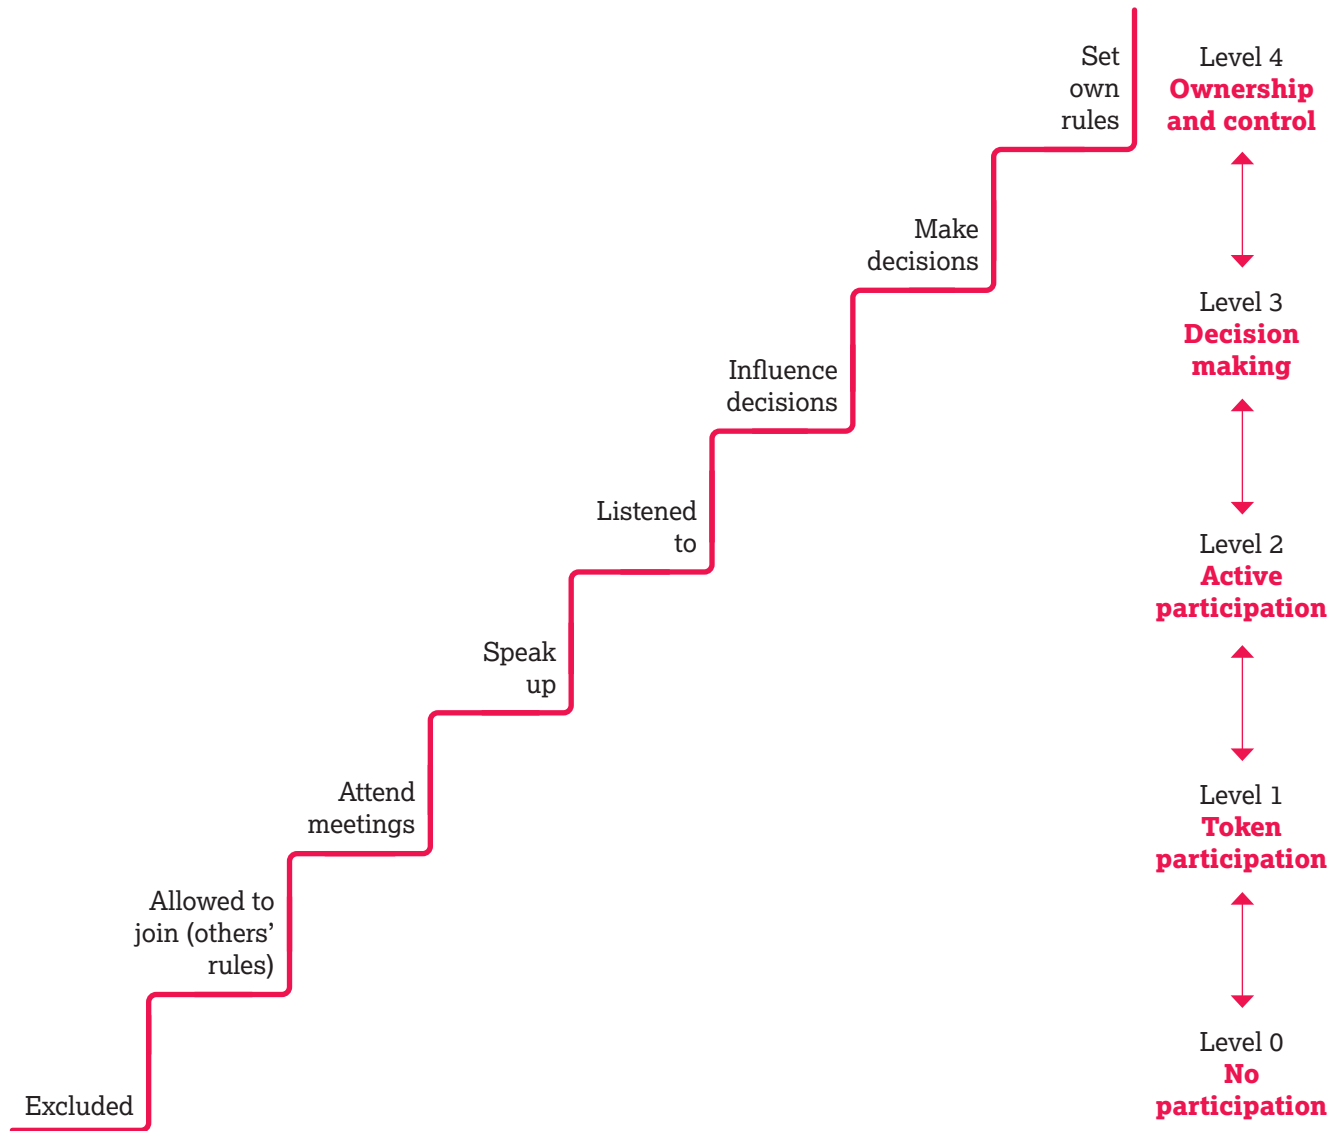 Set
own
rules
Level 4
Ownership
and control
Make
decisions
Level 3
Decision
making
Influence
decisions
Listened
to
Level 2
Active
participation
Speak
up
Attend
meetings
Level 1
Token
participation
Allowed to
join (others’
rules)
Excluded
Level 0
No
participation